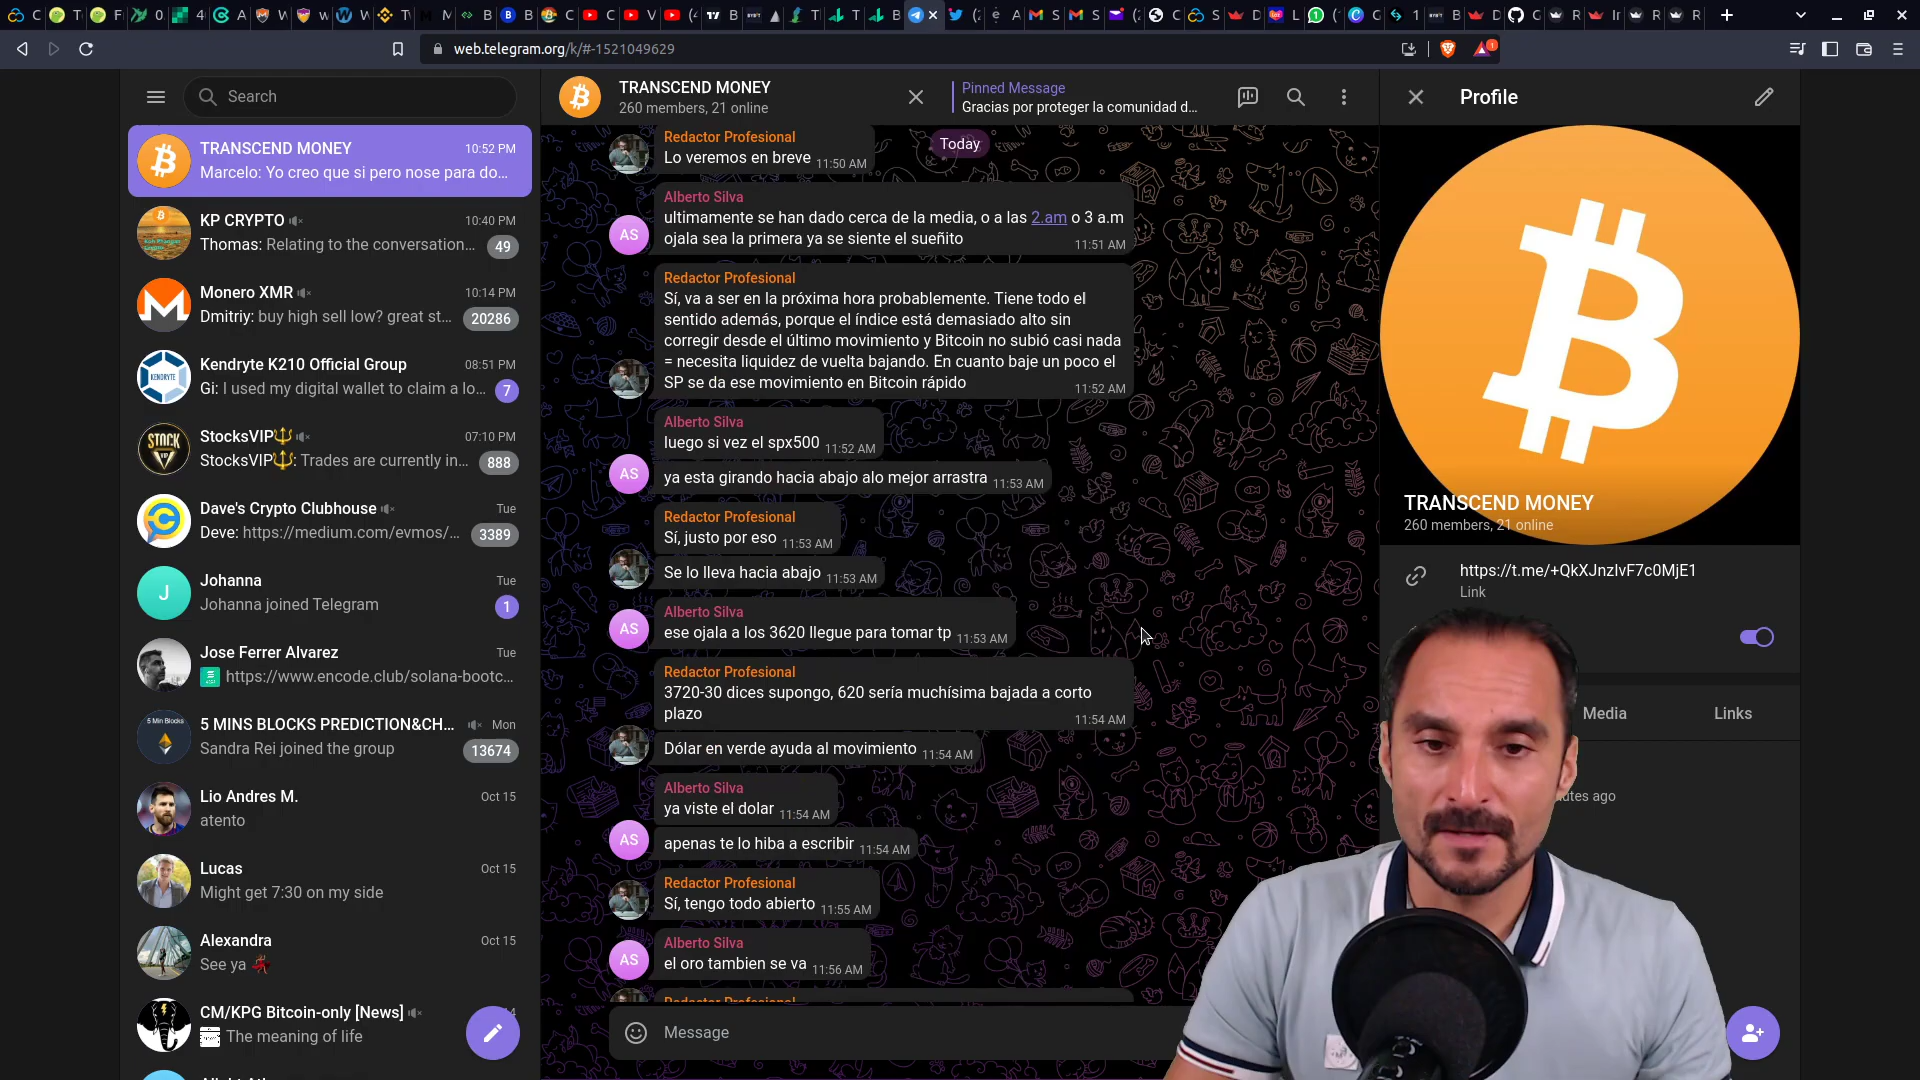 web.telegram.org/k/#-1521049629
1
Search
TRANSCEND MONEY
10:52 PM
Marcelo: Yo creo que si pero nose para do...
KP CRYPTO
10:40 PM
Thomas: Relating to the conversation...
49
Monero XMR
10:14 PM
Dmitriy: buy high sell low? great st...
20286
Kendryte K210 Official Group
08:51 PM
Gi: I used my digital wallet to claim a lo...
7
KENDRYTE
StocksVIP🔱
07:10 PM
StocksVIP🔱: Trades are currently in...
888
STOCK
VIP
Dave's Crypto Clubhouse
Tue
Deve: https://medium.com/evmos/...
3389
J
Johanna
Tue
Johanna joined Telegram
1
Jose Ferrer Alvarez
Tue
https://www.encode.club/solana-bootc...
5 Min Blocks
5 MINS BLOCKS PREDICTION&CH...
Mon
Sandra Rei joined the group
13674
Lio Andres M.
Oct 15
atento
Lucas
Oct 15
Might get 7:30 on my side
Alexandra
Oct 15
See ya 💃
CM/KPG Bitcoin-only [News]
The meaning of life
TRANSCEND MONEY
260 members, 21 online
Pinned Message
Gracias por proteger la comunidad d...
Today
Redactor Profesional
Lo veremos en breve 11:50 AM
Alberto Silva
ultimamente se han dado cerca de la media, o a las 2.am o 3 a.m
ojala sea la primera ya se siente el sueñito 11:51 AM
AS
Redactor Profesional
Sí, va a ser en la próxima hora probablemente. Tiene todo el
sentido además, porque el índice está demasiado alto sin
corregir desde el último movimiento y Bitcoin no subió casi nada
= necesita liquidez de vuelta bajando. En cuanto baje un poco el
SP se da ese movimiento en Bitcoin rápido 11:52 AM
Alberto Silva
luego si vez el spx500 11:52 AM
AS
ya esta girando hacia abajo alo mejor arrastra 11:53 AM
Redactor Profesional
Sí, justo por eso 11:53 AM
Se lo lleva hacia abajo 11:53 AM
Alberto Silva
AS
ese ojala a los 3620 llegue para tomar tp 11:53 AM
Redactor Profesional
3720-30 dices supongo, 620 sería muchísima bajada a corto
plazo 11:54 AM
Dólar en verde ayuda al movimiento 11:54 AM
Alberto Silva
ya viste el dolar 11:54 AM
AS
apenas te lo hiba a escribir 11:54 AM
Redactor Profesional
Sí, tengo todo abierto 11:55 AM
Alberto Silva
AS
el oro tambien se va 11:56 AM
Redactor Profesional
Message
Profile
TRANSCEND MONEY
260 members, 21 online
https://t.me/+QkXJnzIvF7c0MjE1
Link
Media
Links
utes ago